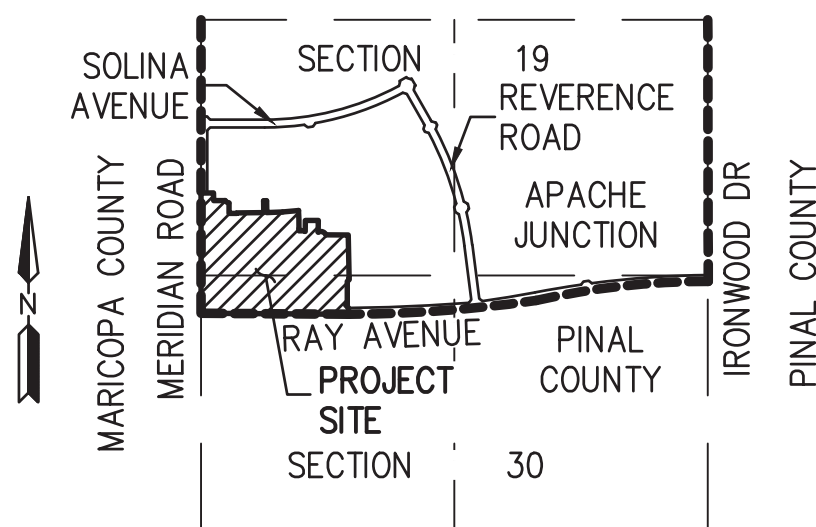 SECTION 19
SOLINA
AVENUE
REVERENCE
ROAD
MARICOPA COUNTY
MERIDIAN ROAD
APACHE
JUNCTION
IRONWOOD DR
PINAL COUNTY
N
RAY AVENUE
PINAL
COUNTY
PROJECT
SITE
SECTION 30